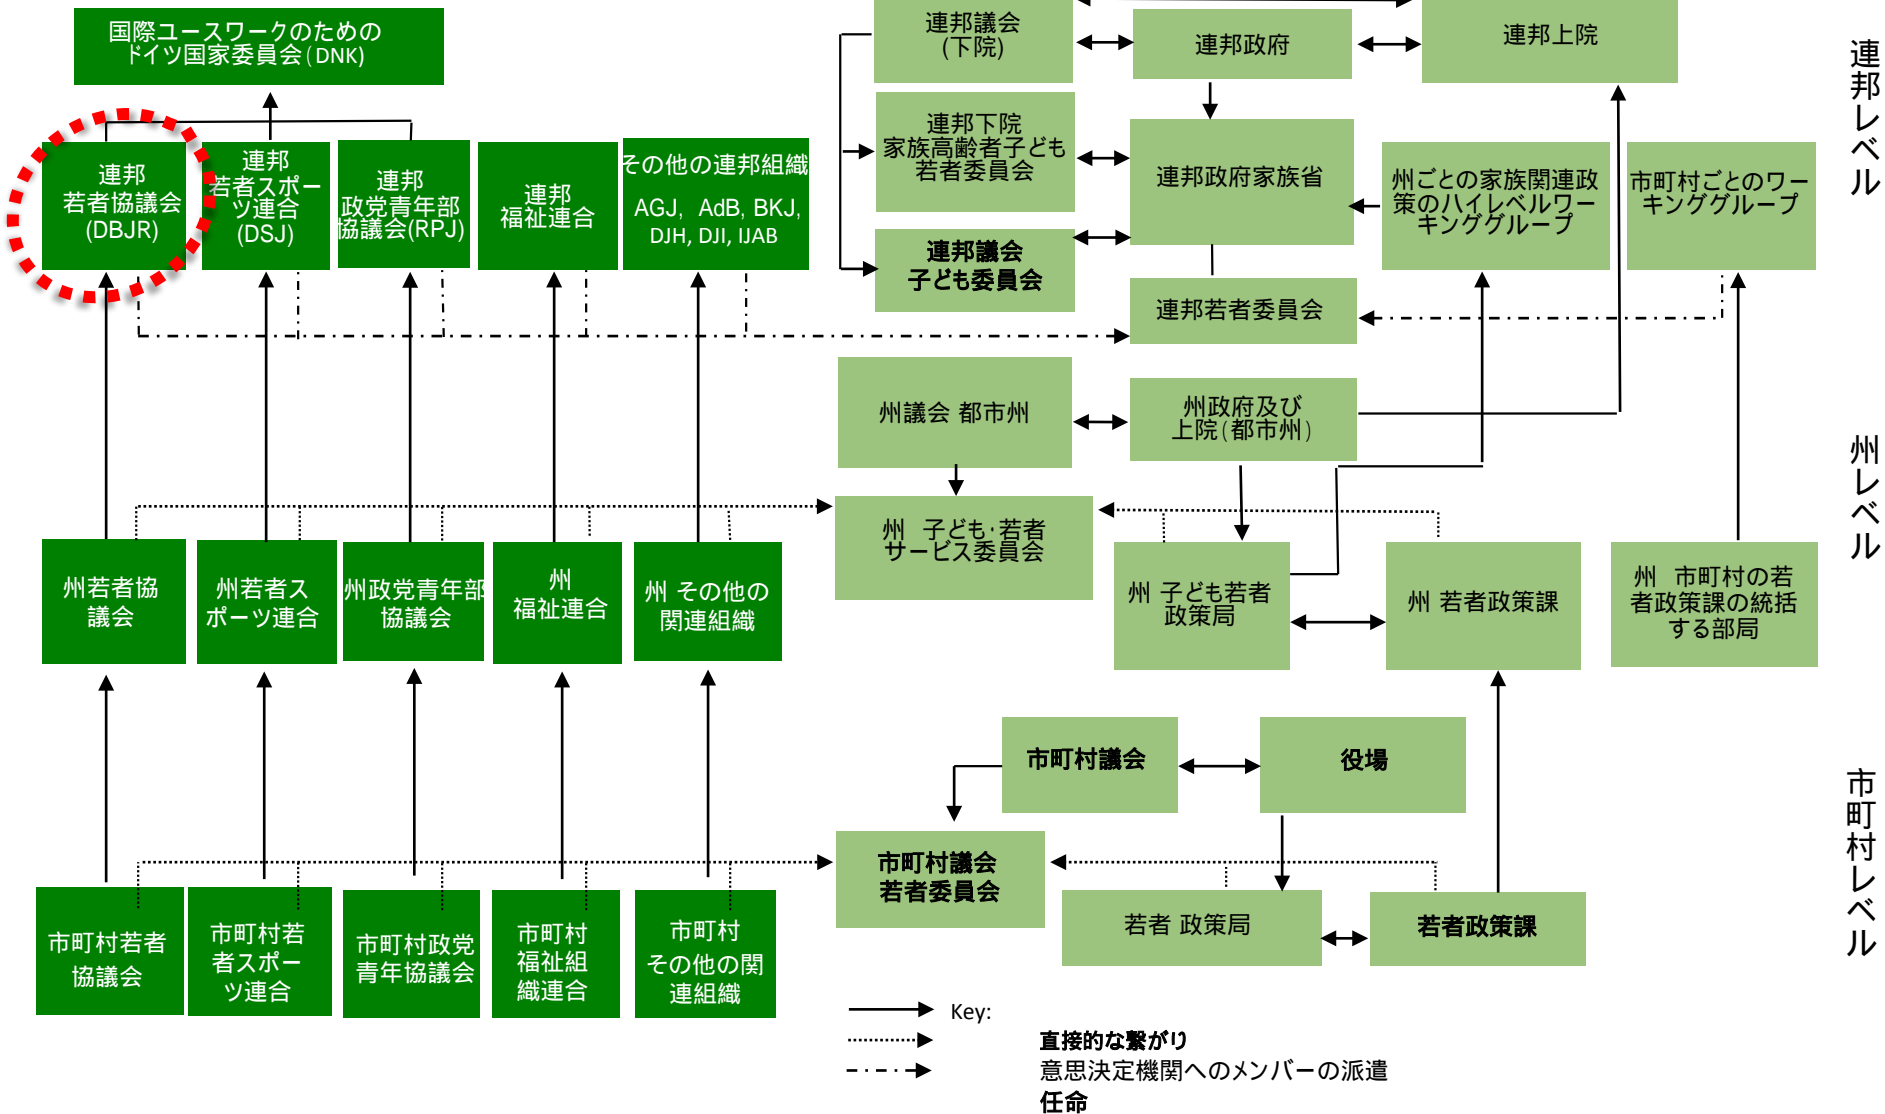 国際ユースワークのための
ドイツ国家委員会(DNK)
連邦議会
(下院)
連邦政府
連邦上院
連邦レベル
連邦
若者協議会
(DBJR)
連邦
若者スポー
ツ連合
(DSJ)
連邦
政党青年部
協議会(RPJ)
連邦
福祉連合
その他の連邦組織
AGJ, AdB, BKJ,
DJH, DJI, IJAB
連邦下院
家族高齢者子ども
若者委員会
連邦政府家族省
州ごとの家族関連政
策のハイレベルワー
キンググループ
市町村ごとのワー
キンググループ
連邦議会
子ども委員会
連邦若者委員会
州議会 都市州
州政府及び
上院(都市州)
州レベル
州 子ども・若者
サービス委員会
州若者協
議会
州若者ス
ポーツ連合
州政党青年部
協議会
州
福祉連合
州 その他の
関連組織
州 子ども若者
政策局
州 若者政策課
州 市町村の若
者政策課の統括
する部局
市町村議会
役場
市町村レベル
市町村議会
若者委員会
市町村若者
協議会
市町村若
者スポー
ツ連合
市町村政党
青年協議会
市町村
福祉組
織連合
市町村
その他の関
連組織
若者 政策局
若者政策課
Key:
直接的な繋がり
意思決定機関へのメンバーの派遣
任命